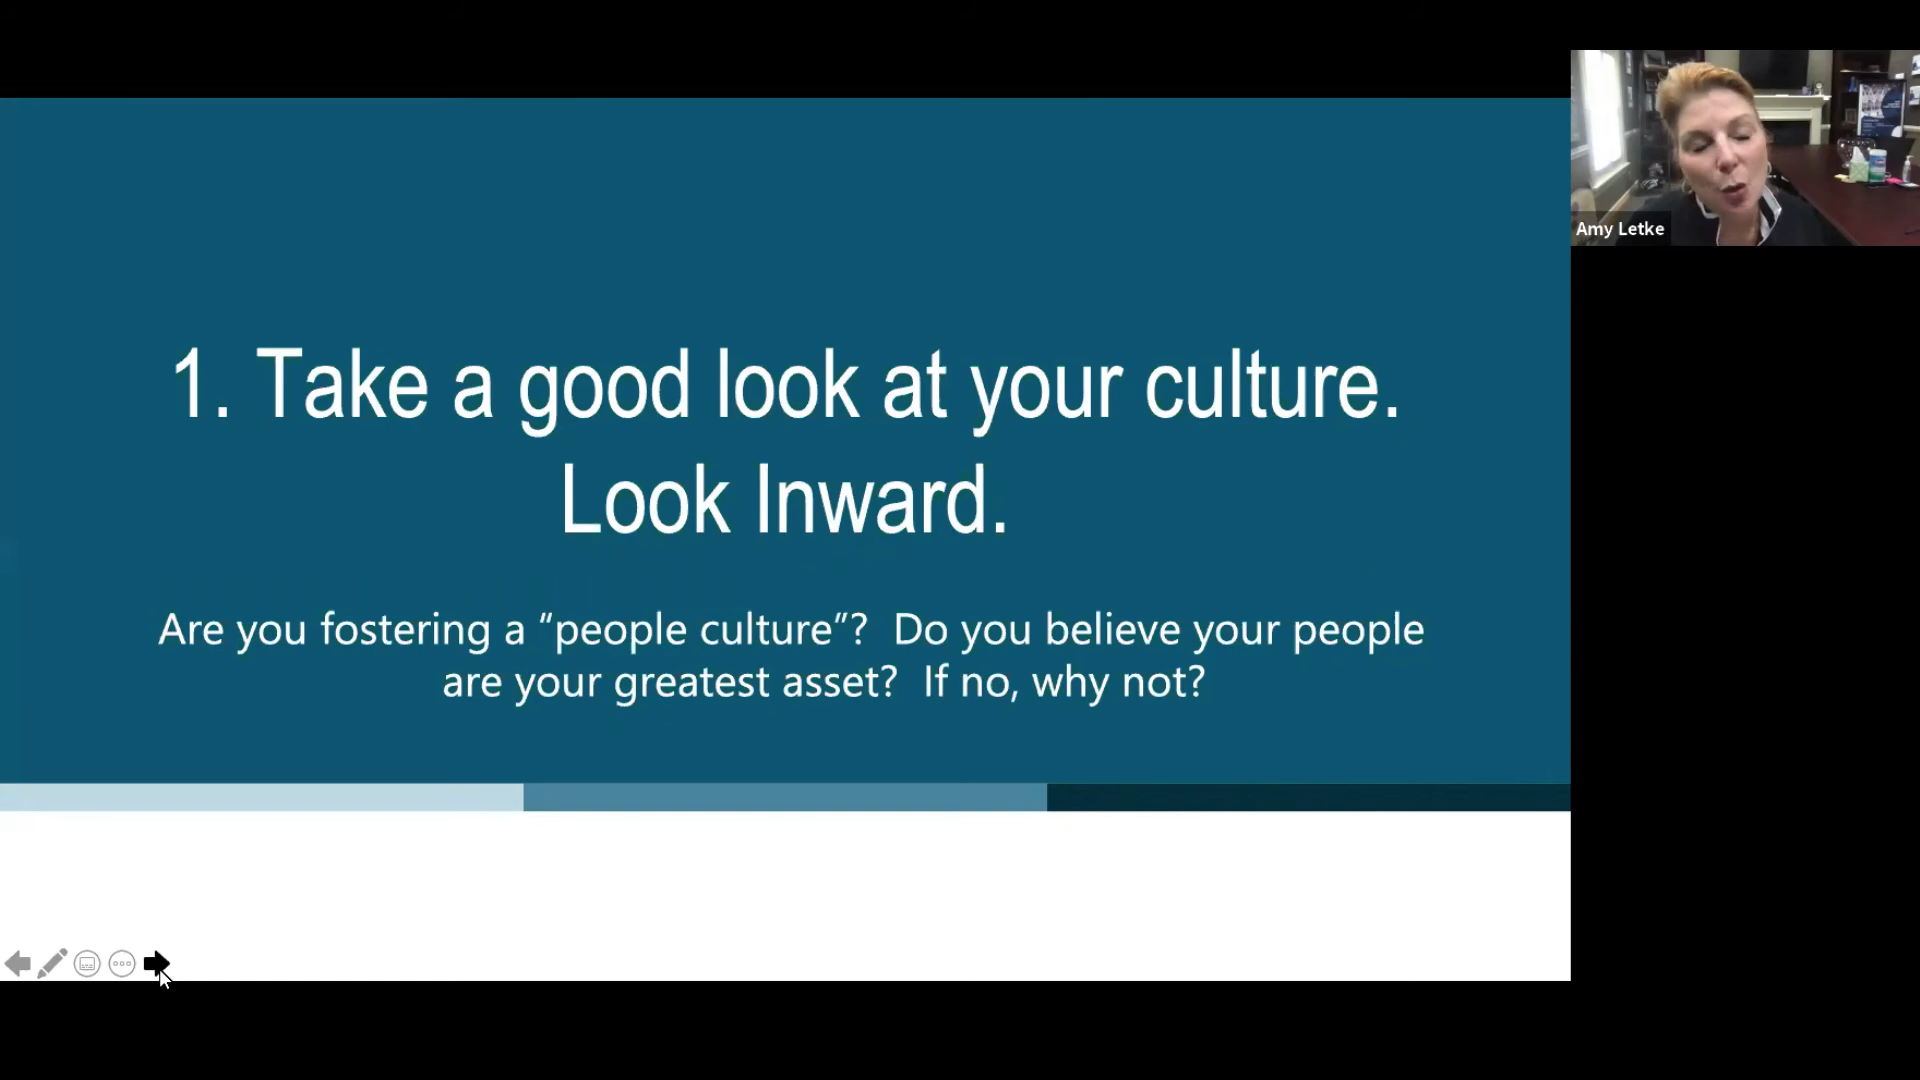 1. Take a good look at your culture.
Look Inward.
Are you fostering a “people culture”?  Do you believe your people
are your greatest asset?  If no, why not?
Amy Letke